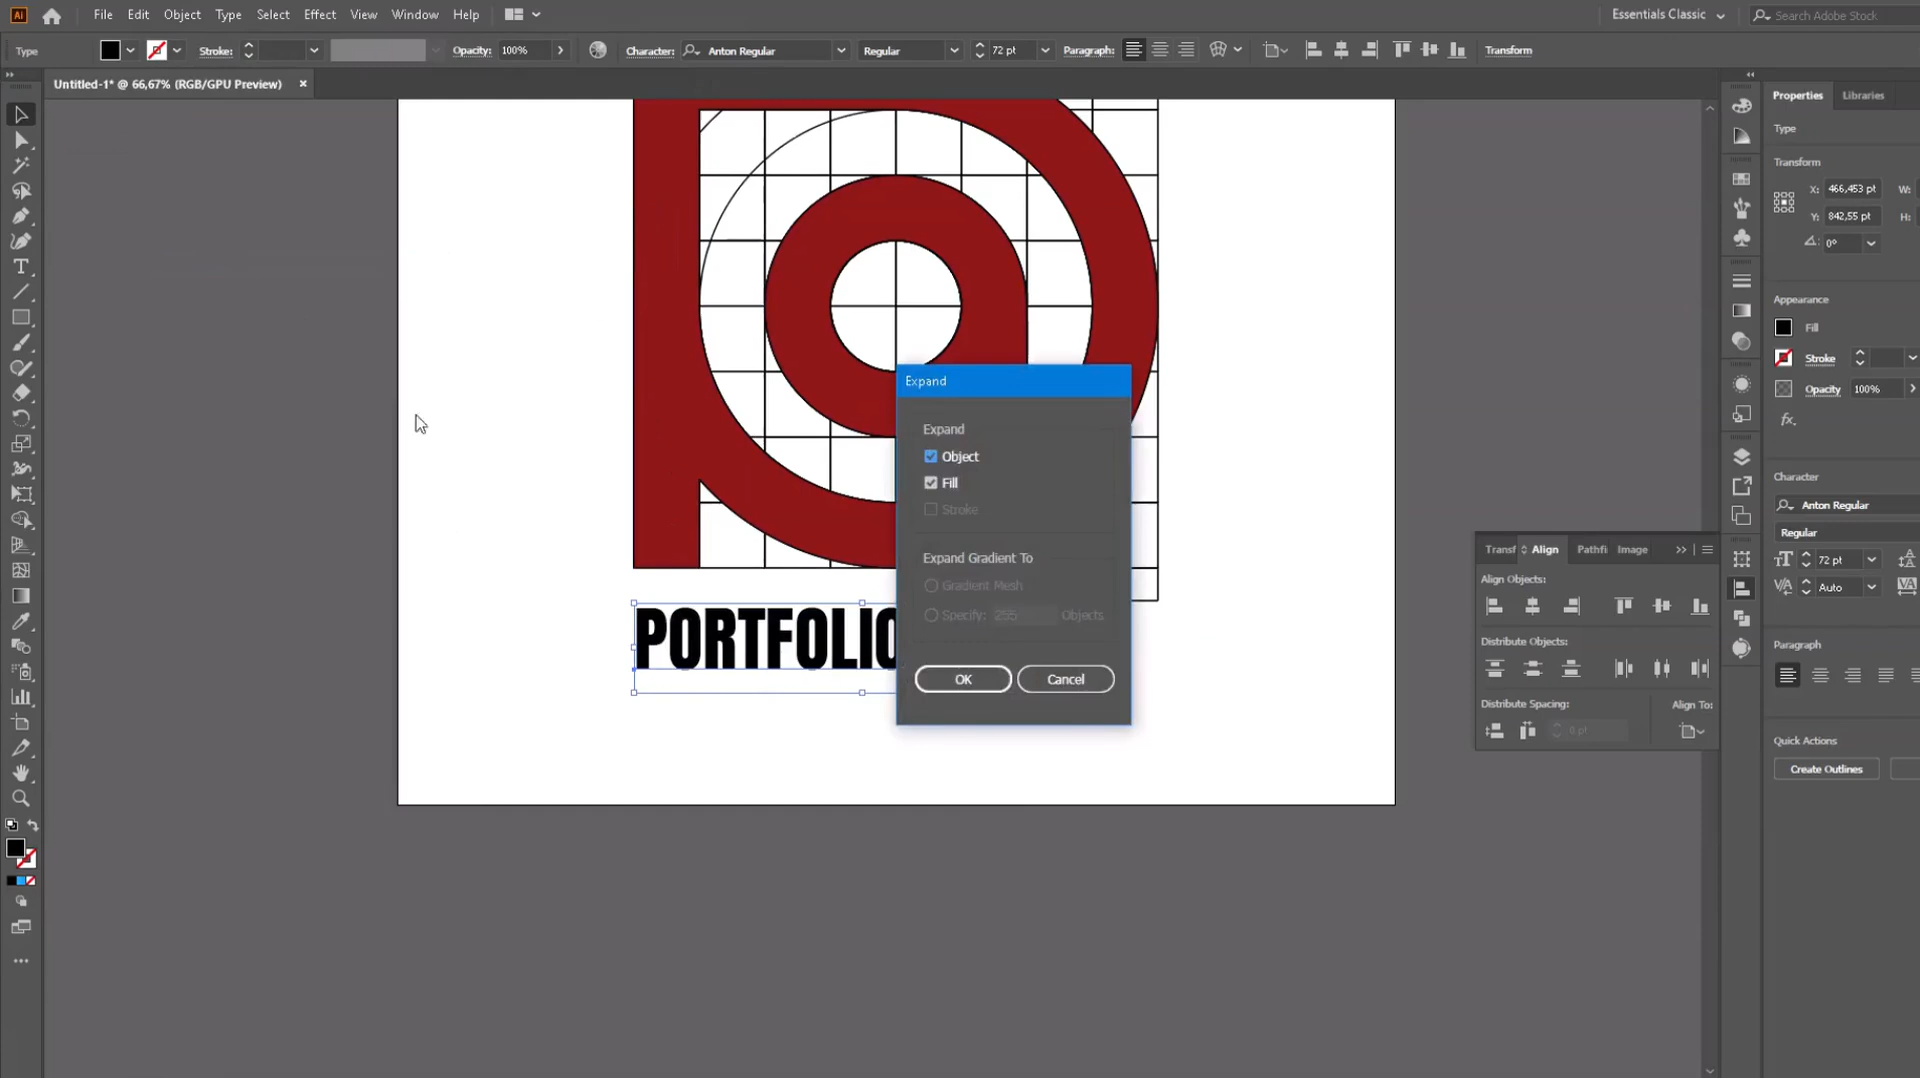 Ai File Edit Object Type Select Effect View Window Help Essentials Classic Search Adobe Stock
Type Stroke: Opacity: 100% Character: Anton Regular Regular 72 pt Paragraph: Transform
Untitled-1* @ 66,67% (RGB/GPU Preview) ×
Properties Libraries
Type
Transform
X: 466,453 pt W:
Y: 842,55 pt H:
0°
Appearance
Fill
Stroke
Opacity 100%
fx.
Character
Anton Regular
Regular
72 pt
Auto
Paragraph
Quick Actions
Create Outlines
Expand
Expand
Object
Fill
Stroke
Expand Gradient To
Gradient Mesh
Specify: 255 Objects
OK Cancel
PORTFOLIO
Transf Align Pathfi Image
Align Objects:
Distribute Objects:
Distribute Spacing: Align To:
0 pt